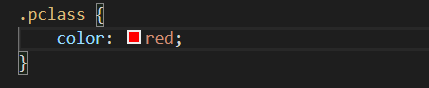 .pclass {
    color: red;
}